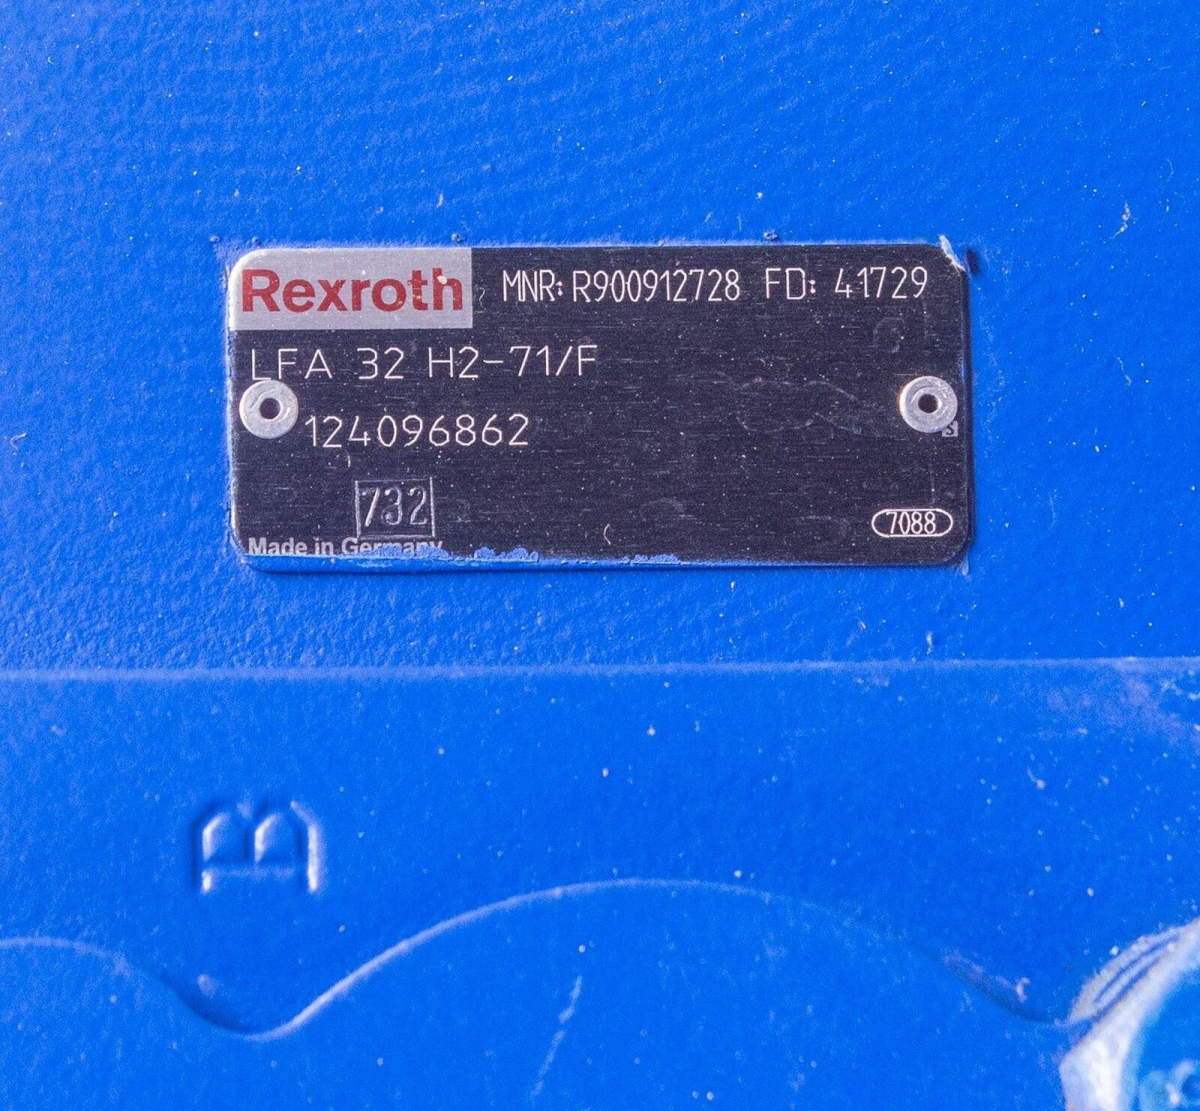 Rexroth MNR: R900912728 FD: 41729
LFA 32 H2-71/F
124096862
732
7088
Made in Germany
B